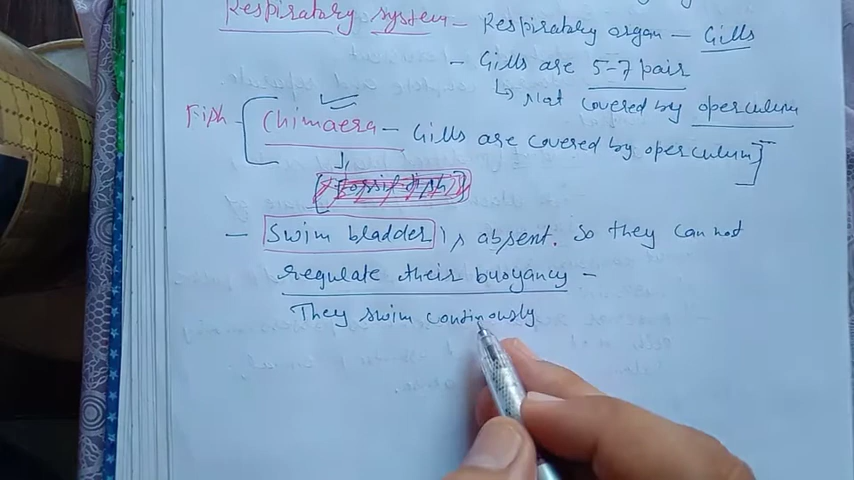 Respiratory system - Respiratory organ - Gills
- Gills are 5-7 pair
↳ Not covered by operculum
Fish - [Chimaera - Gills are covered by operculum]
- Swim bladder is absent. So they can not
regulate their buoyancy -
They swim continously